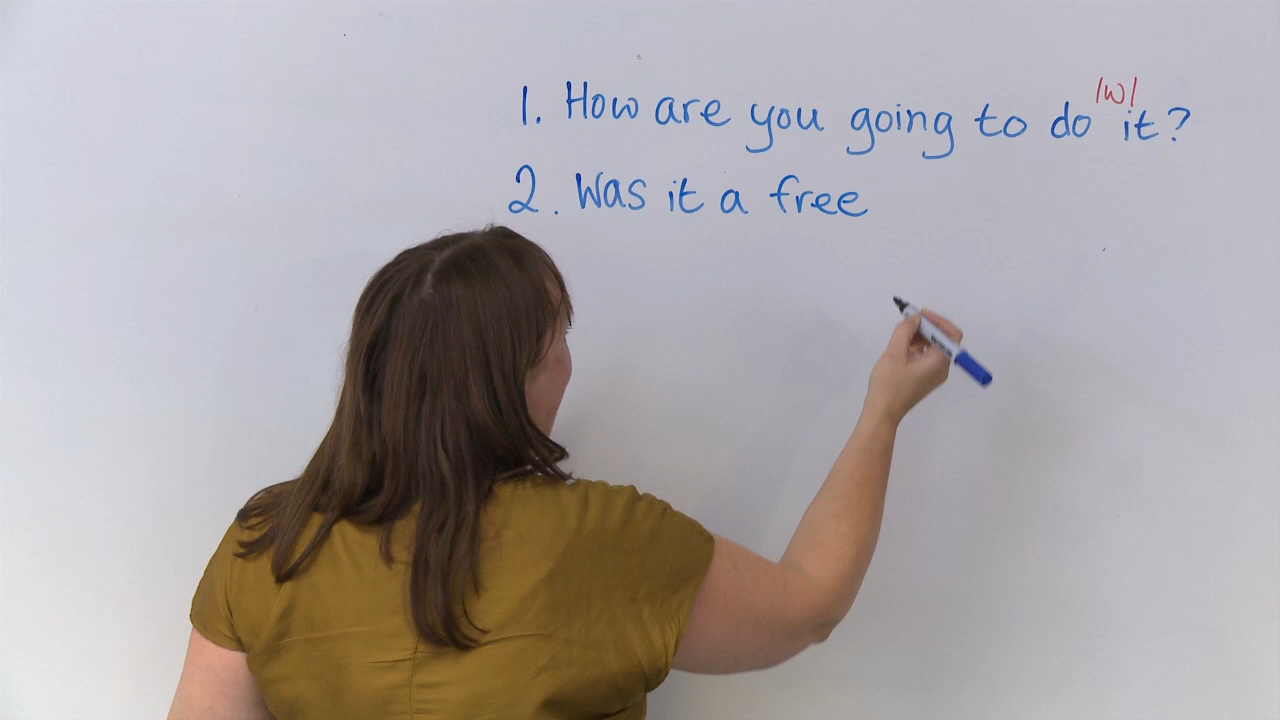 /w/
1. How are you going to do it?
2. Was it a free